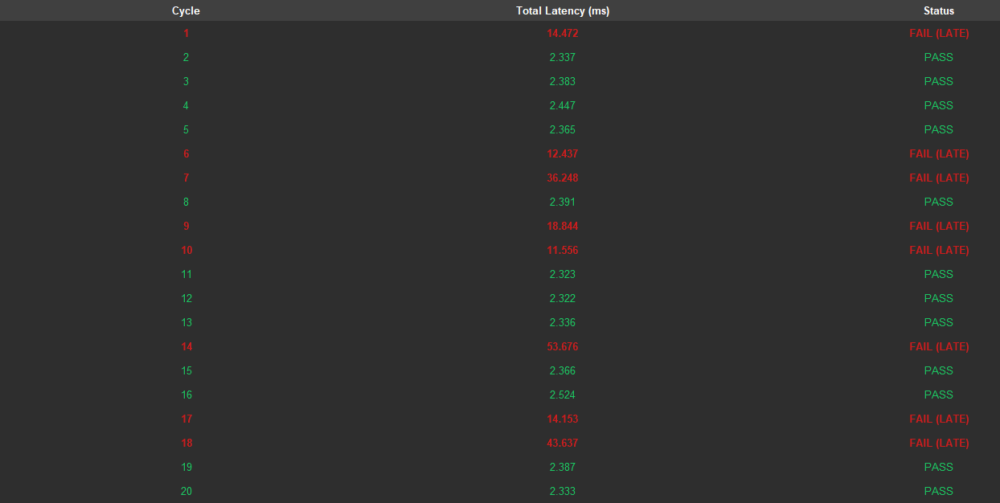 Cycle Total Latency (ms) Status
1 14.472 FAIL (LATE)
2 2.337 PASS
3 2.383 PASS
4 2.447 PASS
5 2.365 PASS
6 12.437 FAIL (LATE)
7 36.248 FAIL (LATE)
8 2.391 PASS
9 18.844 FAIL (LATE)
10 11.556 FAIL (LATE)
11 2.323 PASS
12 2.322 PASS
13 2.336 PASS
14 53.676 FAIL (LATE)
15 2.366 PASS
16 2.524 PASS
17 14.153 FAIL (LATE)
18 43.637 FAIL (LATE)
19 2.387 PASS
20 2.333 PASS